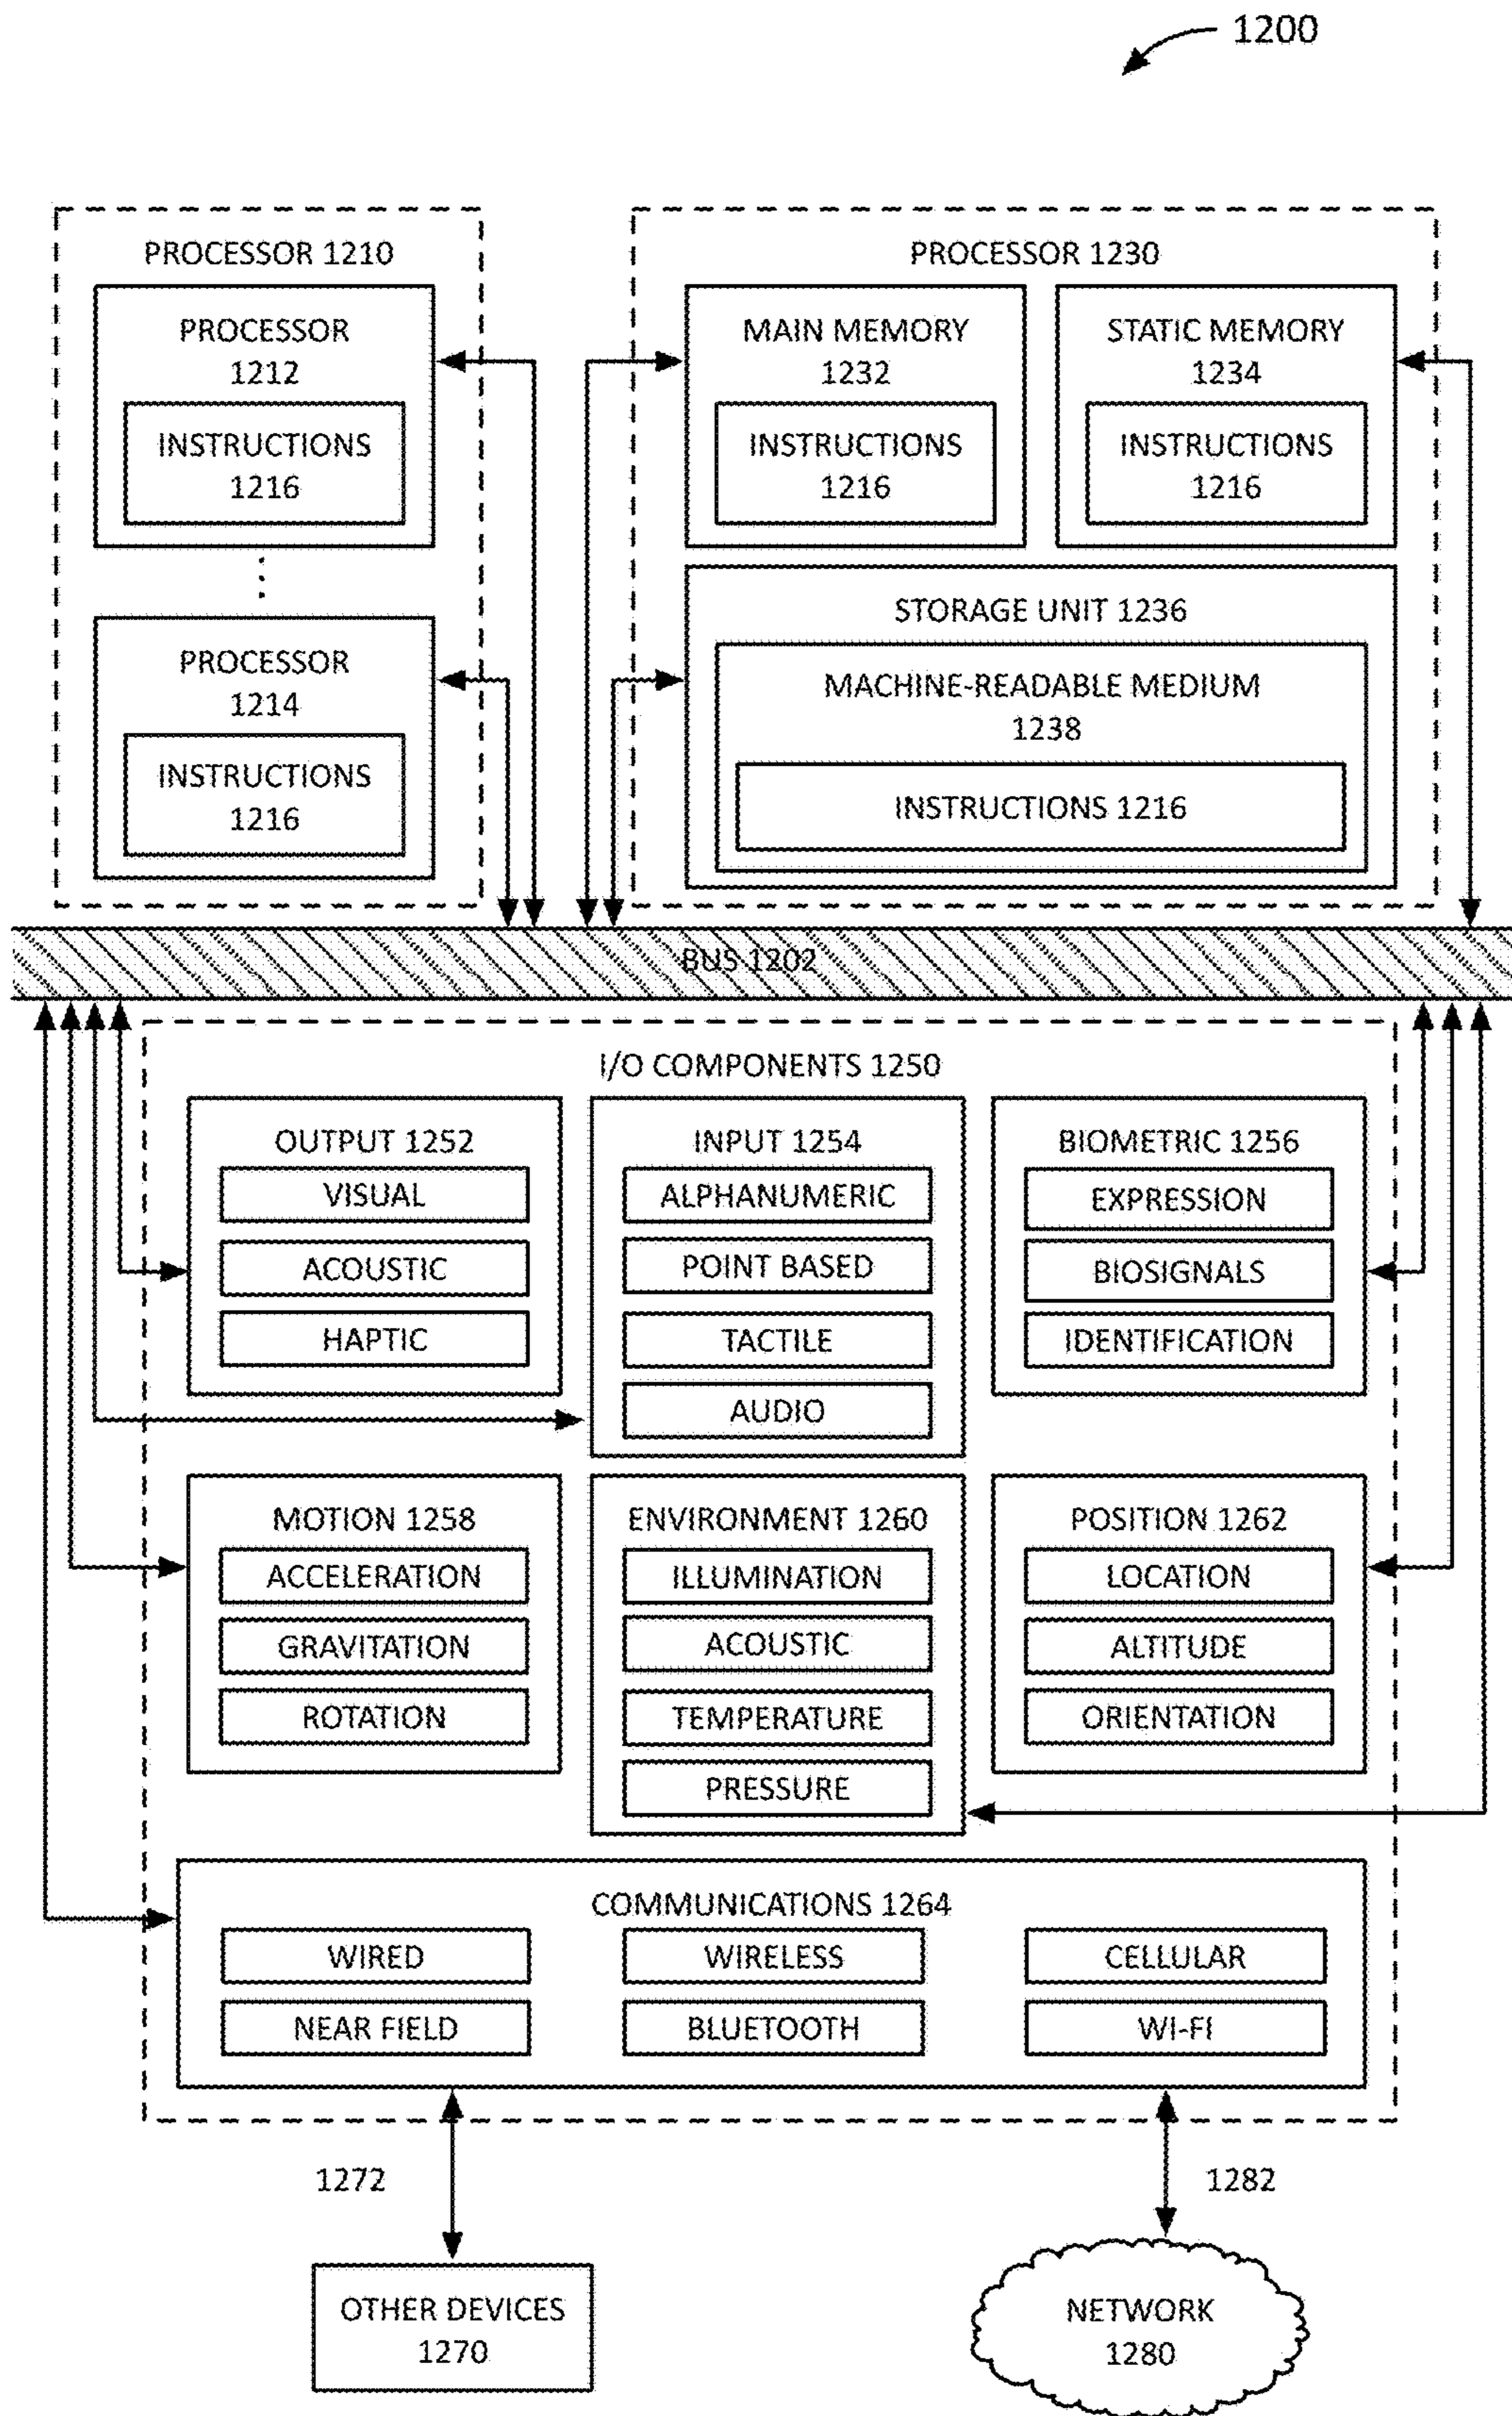 1200
PROCESSOR 1210
PROCESSOR
1212
INSTRUCTIONS
1216
PROCESSOR
1214
INSTRUCTIONS
1216
PROCESSOR 1230
MAIN MEMORY
1232
INSTRUCTIONS
1216
STATIC MEMORY
1234
INSTRUCTIONS
1216
STORAGE UNIT 1236
MACHINE-READABLE MEDIUM
1238
INSTRUCTIONS 1216
BUS 1202
I/O COMPONENTS 1250
OUTPUT 1252
VISUAL
ACOUSTIC
HAPTIC
INPUT 1254
ALPHANUMERIC
POINT BASED
TACTILE
AUDIO
BIOMETRIC 1256
EXPRESSION
BIOSIGNALS
IDENTIFICATION
MOTION 1258
ACCELERATION
GRAVITATION
ROTATION
ENVIRONMENT 1260
ILLUMINATION
ACOUSTIC
TEMPERATURE
PRESSURE
POSITION 1262
LOCATION
ALTITUDE
ORIENTATION
COMMUNICATIONS 1264
WIRED
WIRELESS
CELLULAR
NEAR FIELD
BLUETOOTH
WI-FI
1272
1282
OTHER DEVICES
1270
NETWORK
1280